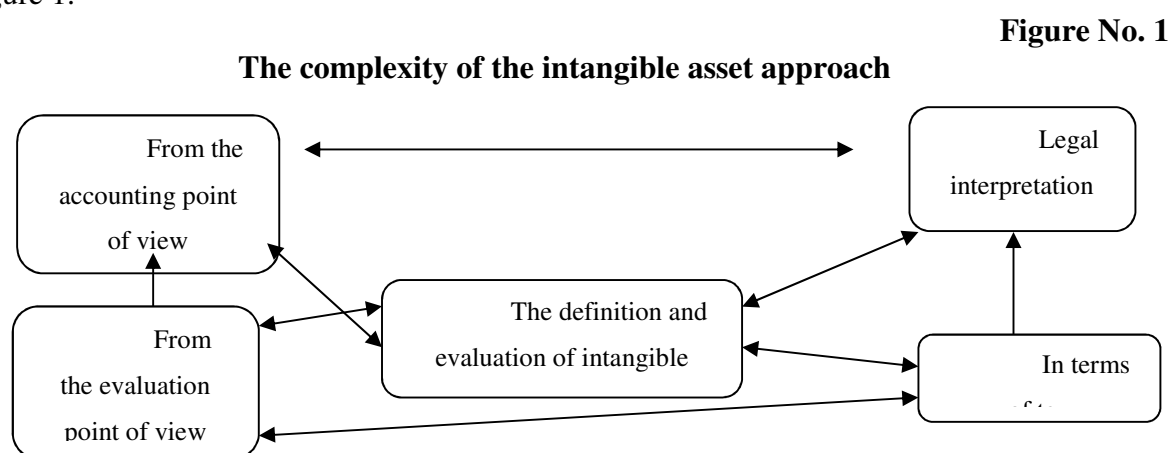 gure 1.
Figure No. 1
The complexity of the intangible asset approach
From the
accounting point
of view
Legal
interpretation
The definition and
evaluation of intangible
From
the evaluation
point of view
In terms